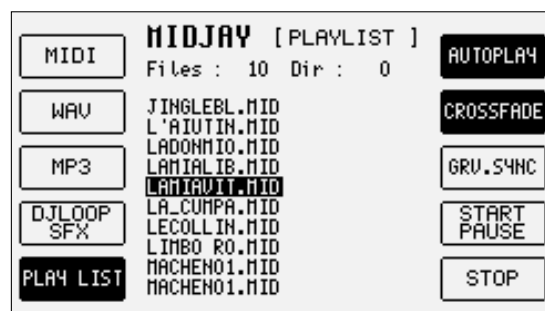 MIDJAY [ PLAYLIST ]
Files : 10 Dir : 0
MIDI
WAV
MP3
DJLOOP
SFX
PLAY LIST
JINGLEBL.MID
L'AIUTIN.MID
LADONMIO.MID
LAMIALIB.MID
LAMIAVIT.MID
LA_CUMPA.MID
LECOLLIN.MID
LIMBO RO.MID
MACHENO1.MID
MACHENO1.MID
AUTOPLAY
CROSSFADE
GRV.SYNC
START
PAUSE
STOP